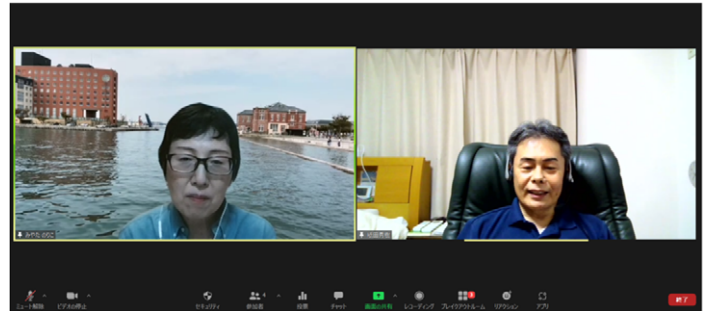 ミュート解除
ビデオの停止
セキュリティ
参加者
4
投票
チャット
画面の共有
レコーディング
ブレイクアウトルーム
リアクション
アプリ
終了